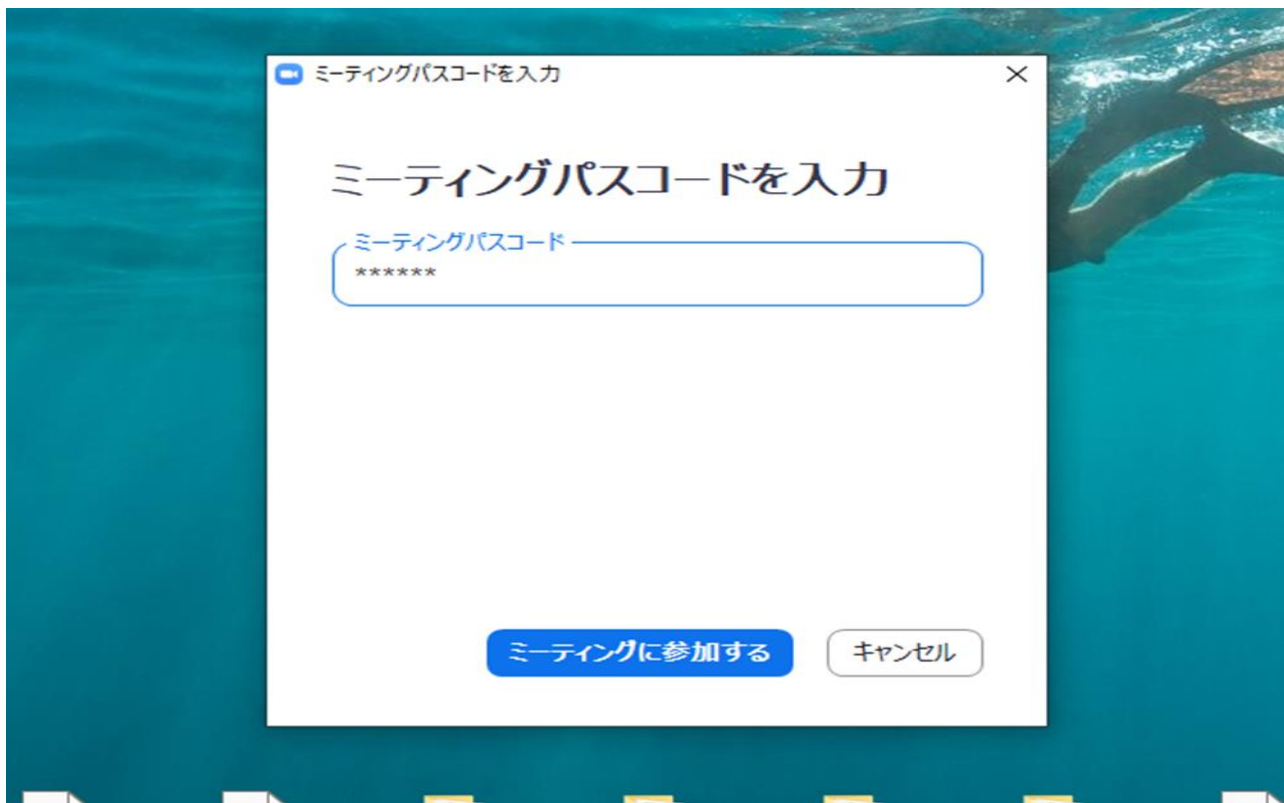 ミーティングパスコードを入力
ミーティングパスコードを入力
ミーティングパスコード
******
ミーティングに参加する
キャンセル